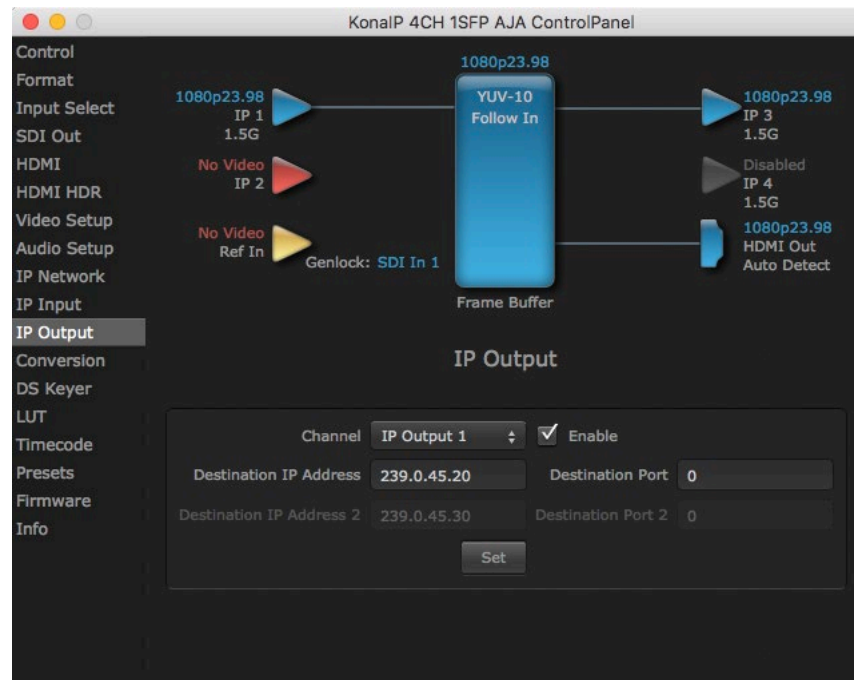 KonaIP 4CH 1SFP AJA ControlPanel
Control
Format
Input Select
SDI Out
HDMI
HDMI HDR
Video Setup
Audio Setup
IP Network
IP Input
IP Output
Conversion
DS Keyer
LUT
Timecode
Presets
Firmware
Info
1080p23.98
IP 1
1.5G
No Video
IP 2
No Video
Ref In
Genlock: SDI In 1
1080p23.98
YUV-10
Follow In
Frame Buffer
1080p23.98
IP 3
1.5G
Disabled
IP 4
1.5G
1080p23.98
HDMI Out
Auto Detect
IP Output
Channel IP Output 1 Enable
Destination IP Address 239.0.45.20 Destination Port 0
Destination IP Address 2 239.0.45.30 Destination Port 2 0
Set